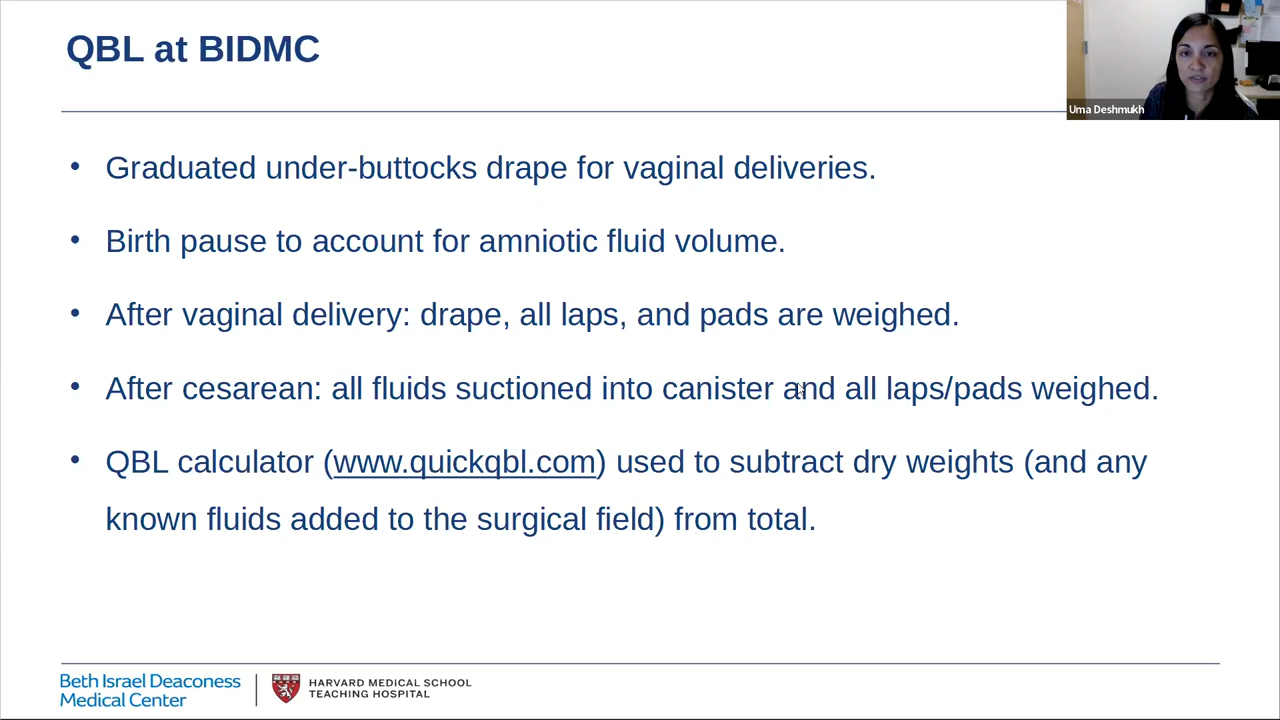 QBL at BIDMC
Uma Deshmukh
• Graduated under-buttocks drape for vaginal deliveries.
• Birth pause to account for amniotic fluid volume.
• After vaginal delivery: drape, all laps, and pads are weighed.
• After cesarean: all fluids suctioned into canister and all laps/pads weighed.
• QBL calculator (www.quickqbl.com) used to subtract dry weights (and any
known fluids added to the surgical field) from total.
Beth Israel Deaconess
Medical Center
HARVARD MEDICAL SCHOOL
TEACHING HOSPITAL